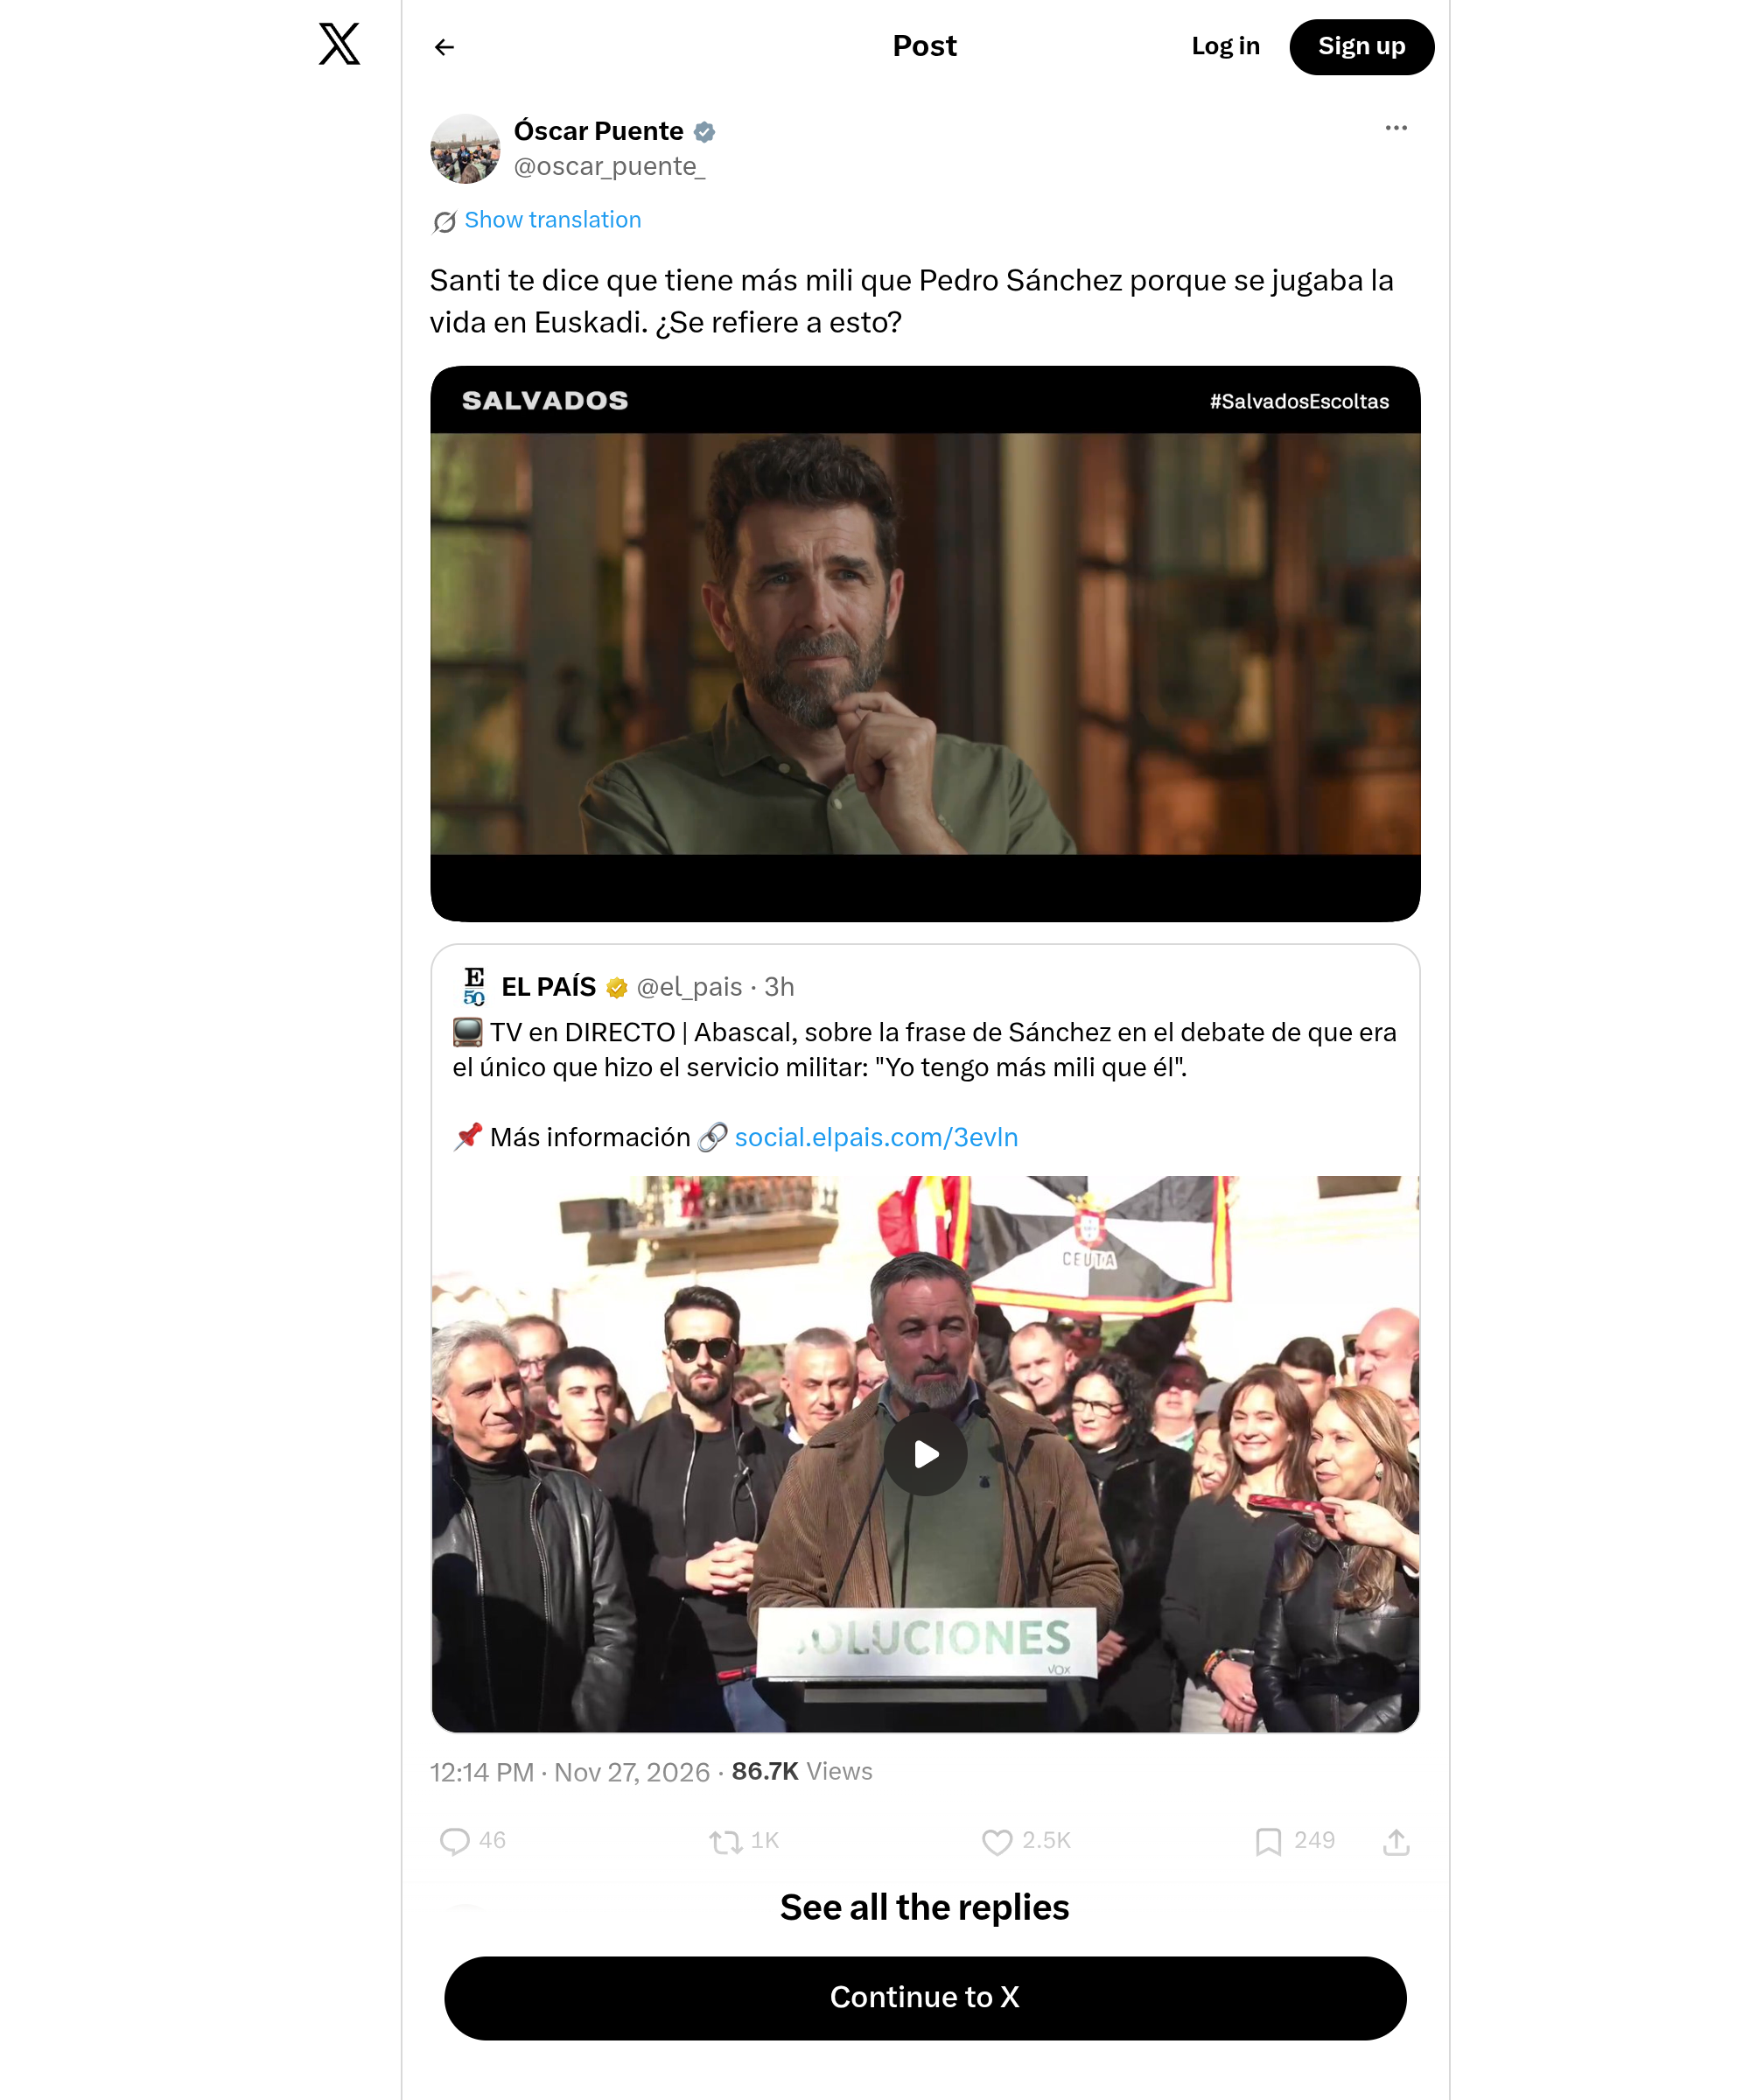 Post
Log in
Sign up
Óscar Puente
@oscar_puente_
Show translation
Santi te dice que tiene más mili que Pedro Sánchez porque se jugaba la
vida en Euskadi. ¿Se refiere a esto?
SALVADOS
#SalvadosEscoltas
E
50
EL PAÍS @el_pais · 3h
TV en DIRECTO | Abascal, sobre la frase de Sánchez en el debate de que era
el único que hizo el servicio militar: "Yo tengo más mili que él".
Más información social.elpais.com/3evln
CEUTA
SOLUCIONES
VOX
12:14 PM · Nov 27, 2026 · 86.7K Views
46
1K
2.5K
249
See all the replies
Continue to X